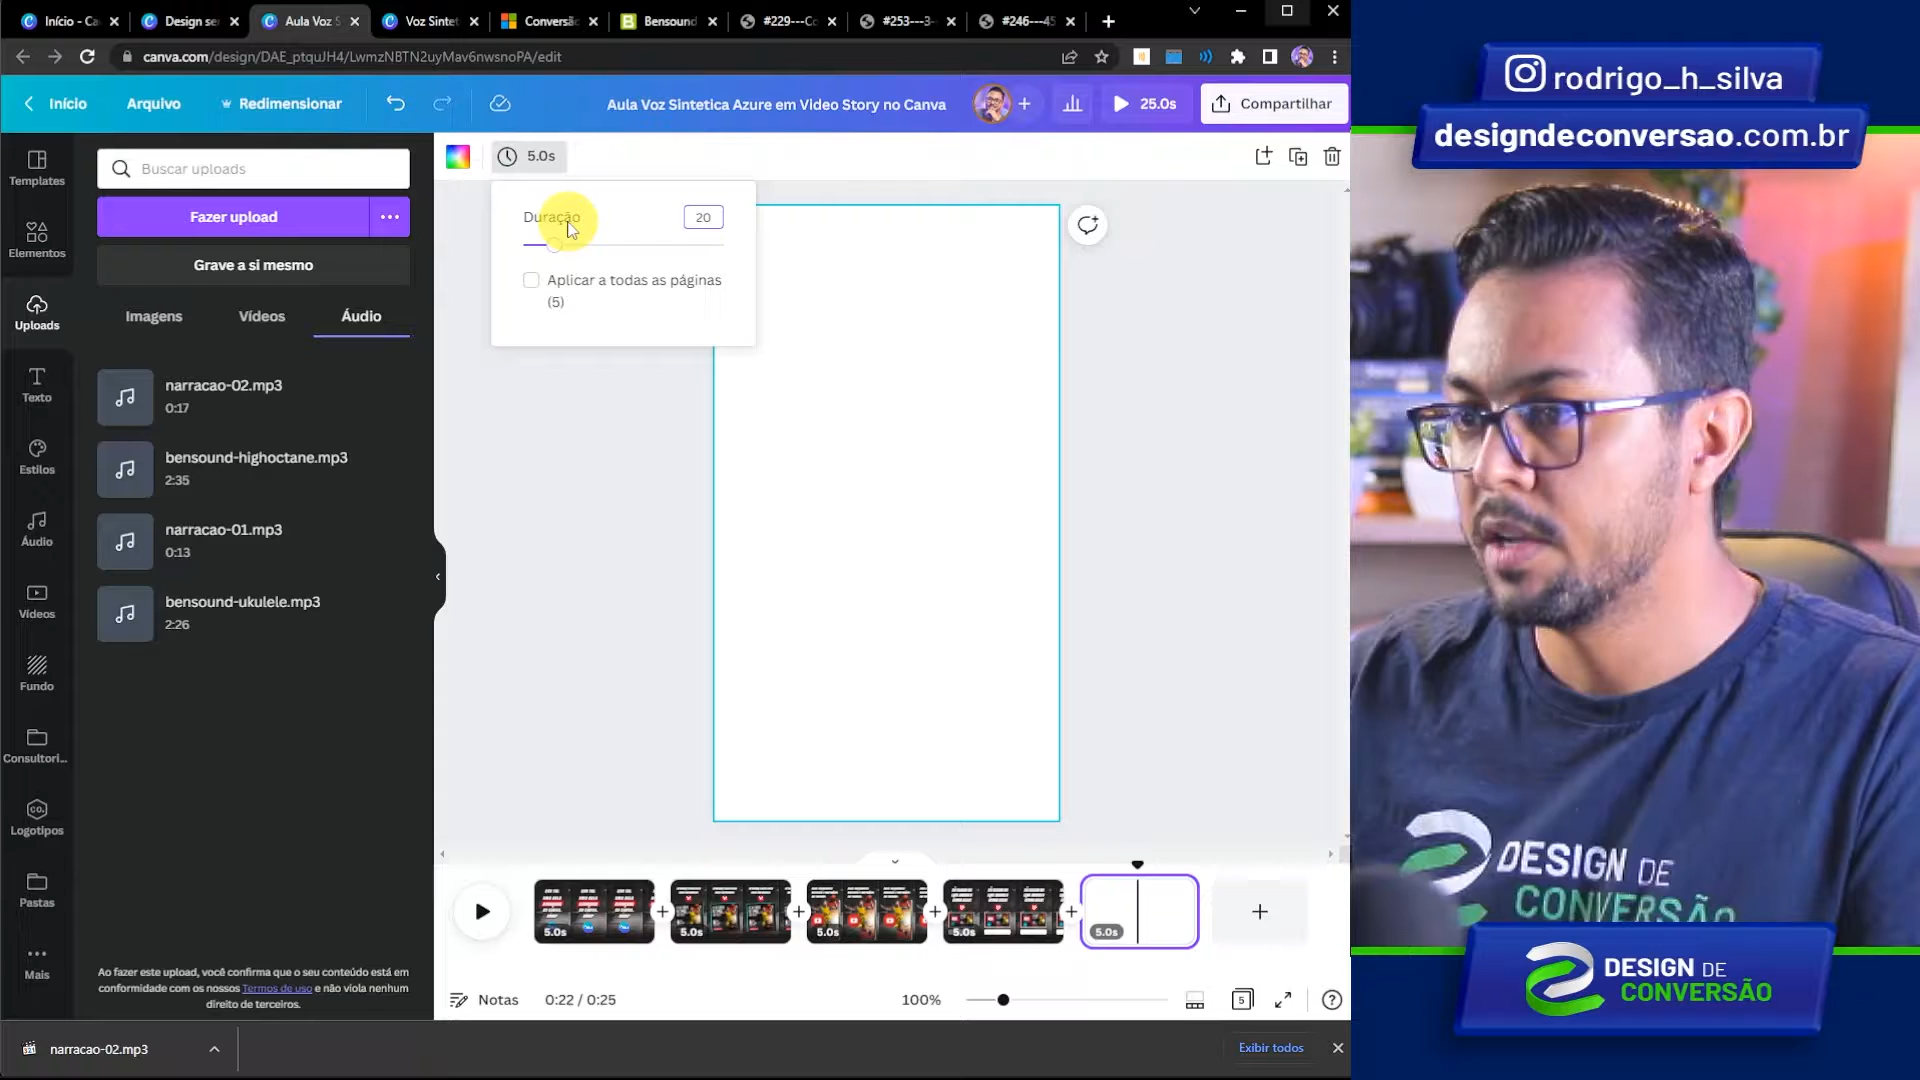 Início - Ca
Design se
Aula Voz S
Voz Sintet
Conversã
Bensound
#229---Co
#253---3-
#246---45
canva.com/design/DAE_ptquJH4/LwmzNBTN2uyMav6nwsnoPA/edit
Início
Arquivo
Redimensionar
Aula Voz Sintetica Azure em Video Story no Canva
25.0s
Compartilhar
Templates
Elementos
Uploads
Texto
Estilos
Áudio
Vídeos
Fundo
Consultori...
Logotipos
Pastas
Mais
Buscar uploads
Fazer upload
Grave a si mesmo
Imagens
Vídeos
Áudio
narracao-02.mp3
0:17
bensound-highoctane.mp3
2:35
narracao-01.mp3
0:13
bensound-ukulele.mp3
2:26
Ao fazer este upload, você confirma que o seu conteúdo está em
conformidade com os nossos Termos de uso e não viola nenhum
direito de terceiros.
5.0s
Duração
20
Aplicar a todas as páginas
(5)
5.0s
5.0s
5.0s
5.0s
5.0s
Notas
0:22 / 0:25
100%
5
narracao-02.mp3
Exibir todos
rodrigo_h_silva
designdeconversao.com.br
DESIGN DE
CONVERSÃO
DESIGN DE
CONVERSÃO